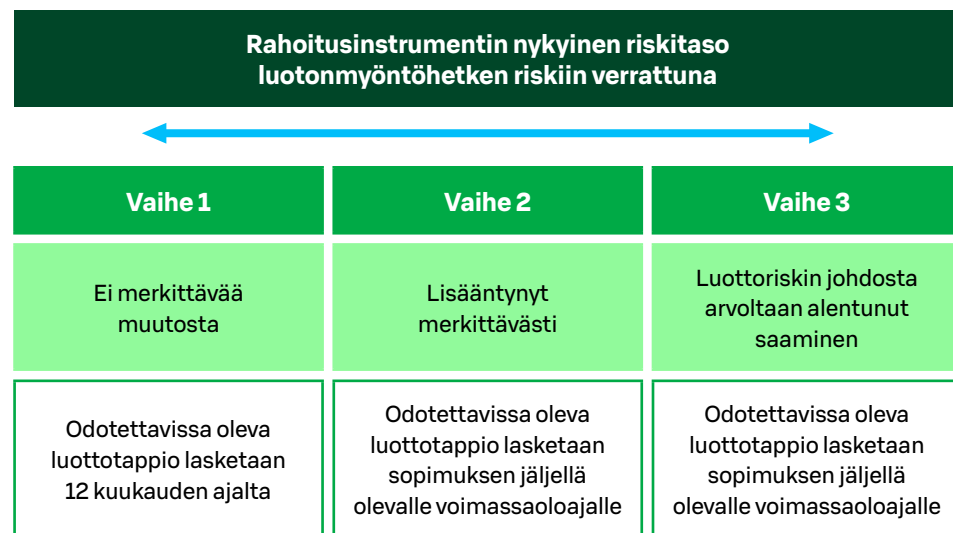 Rahoitusinstrumentin nykyinen riskitaso
luotonmyöntöhetken riskiin verrattuna
Vaihe 1
Vaihe 2
Vaihe 3
Ei merkittävää
muutosta
Lisääntynyt
merkittävästi
Luottoriskin johdosta
arvoltaan alentunut
saaminen
Odotettavissa oleva
luottotappio lasketaan
12 kuukauden ajalta
Odotettavissa oleva
luottotappio lasketaan
sopimuksen jäljellä
olevalle voimassaoloajalle
Odotettavissa oleva
luottotappio lasketaan
sopimuksen jäljellä
olevalle voimassaoloajalle